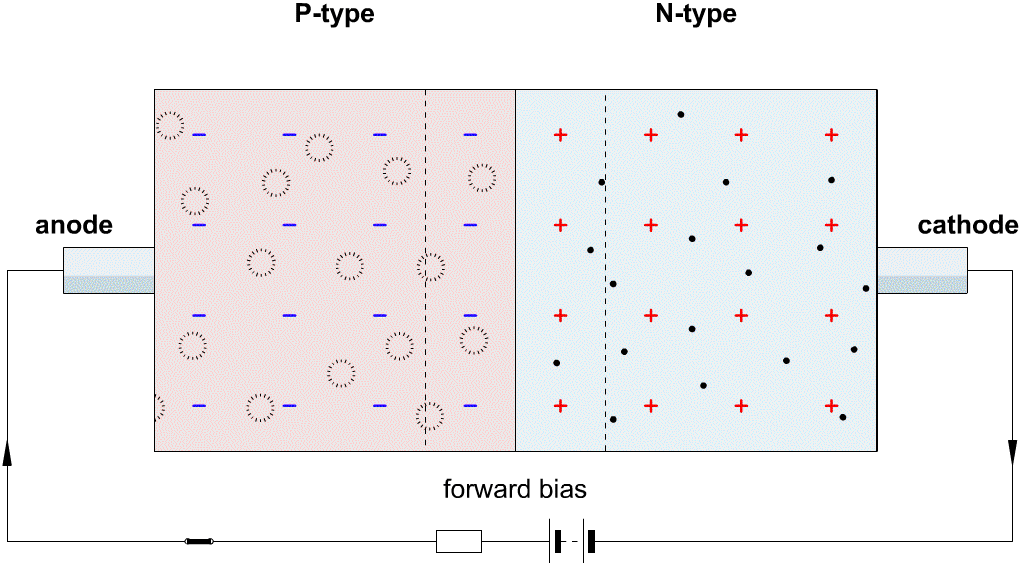 P-type
N-type
anode
cathode
forward bias